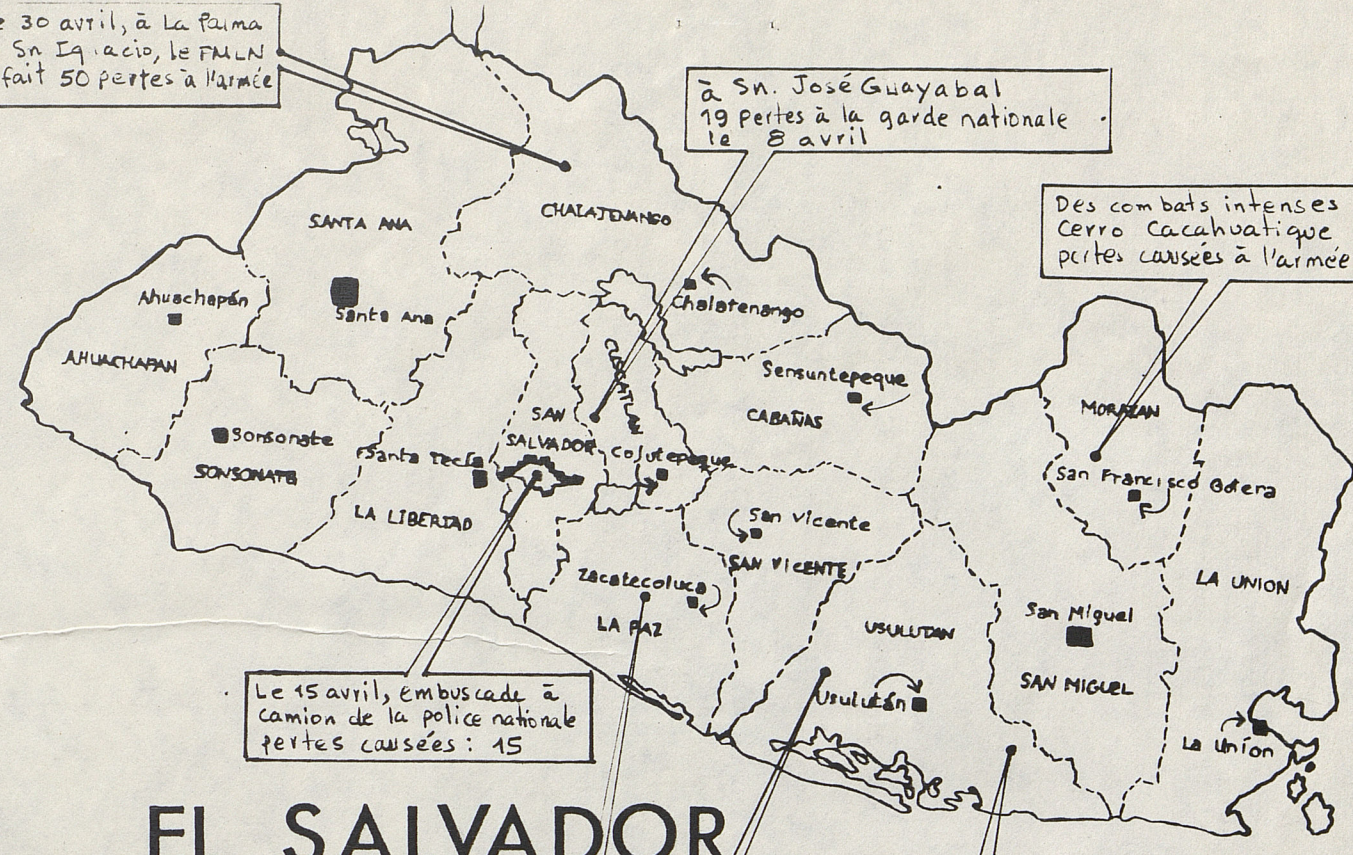 e 30 avril, à La Palma
Sn Ignacio, le FMLN
fait 50 pertes à l'armée
à Sn. José Guayabal
19 pertes à la garde nationale
le 8 avril
Des combats intenses
Cerro Cacahuatique
pertes causées à l'armée
SANTA ANA
CHALATENANGO
Ahuachapán
Santa Ana
Chalatenango
AHUACHAPAN
CUSCATLAN
Sensuntepeque
CABAÑAS
MORAZAN
SAN
SALVADOR
Sonsonate
SONSONATE
Santa Tecla
Cojutepeque
San Francisco Gotera
LA LIBERTAD
San Vicente
SAN VICENTE
Zacatecoluca
LA PAZ
LA UNION
San Miguel
USULUTAN
SAN MIGUEL
Usulután
La Unión
Le 15 avril, embuscade à
camion de la police nationale
pertes causées : 15
EL SALVADOR